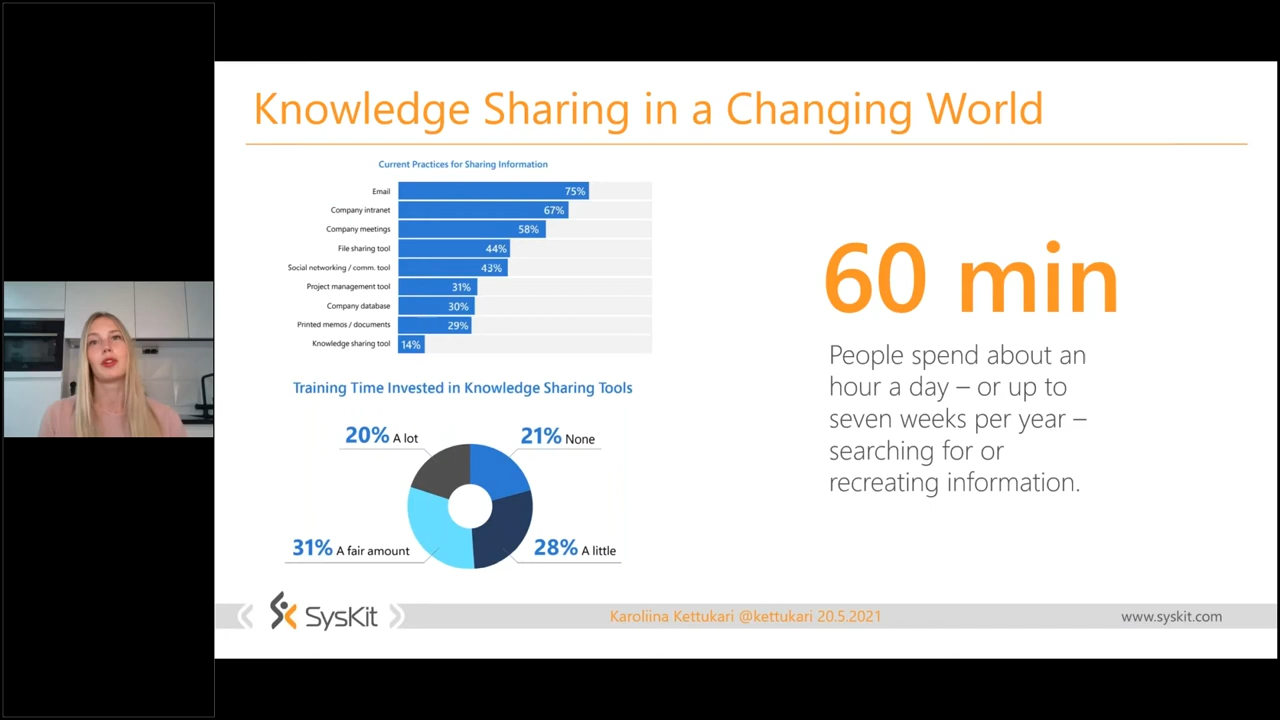 Knowledge Sharing in a Changing World
Current Practices for Sharing Information
Email 75%
Company intranet 67%
Company meetings 58%
File sharing tool 44%
Social networking / comm. tool 43%
Project management tool 31%
Company database 30%
Printed memos / documents 29%
Knowledge sharing tool 14%
Training Time Invested in Knowledge Sharing Tools
20% A lot
21% None
31% A fair amount
28% A little
60 min
People spend about an
hour a day – or up to
seven weeks per year –
searching for or
recreating information.
SysKit
Karoliina Kettukari @kettukari 20.5.2021
www.syskit.com